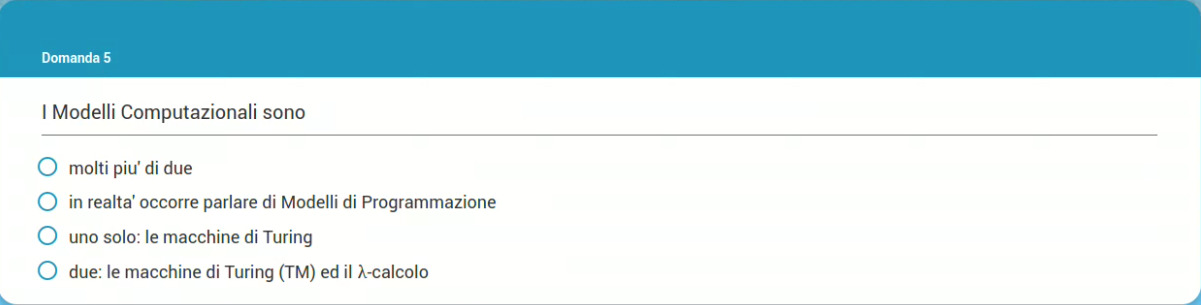 Domanda 5
I Modelli Computazionali sono
molti piu' di due
in realta' occorre parlare di Modelli di Programmazione
uno solo: le macchine di Turing
due: le macchine di Turing (TM) ed il λ-calcolo